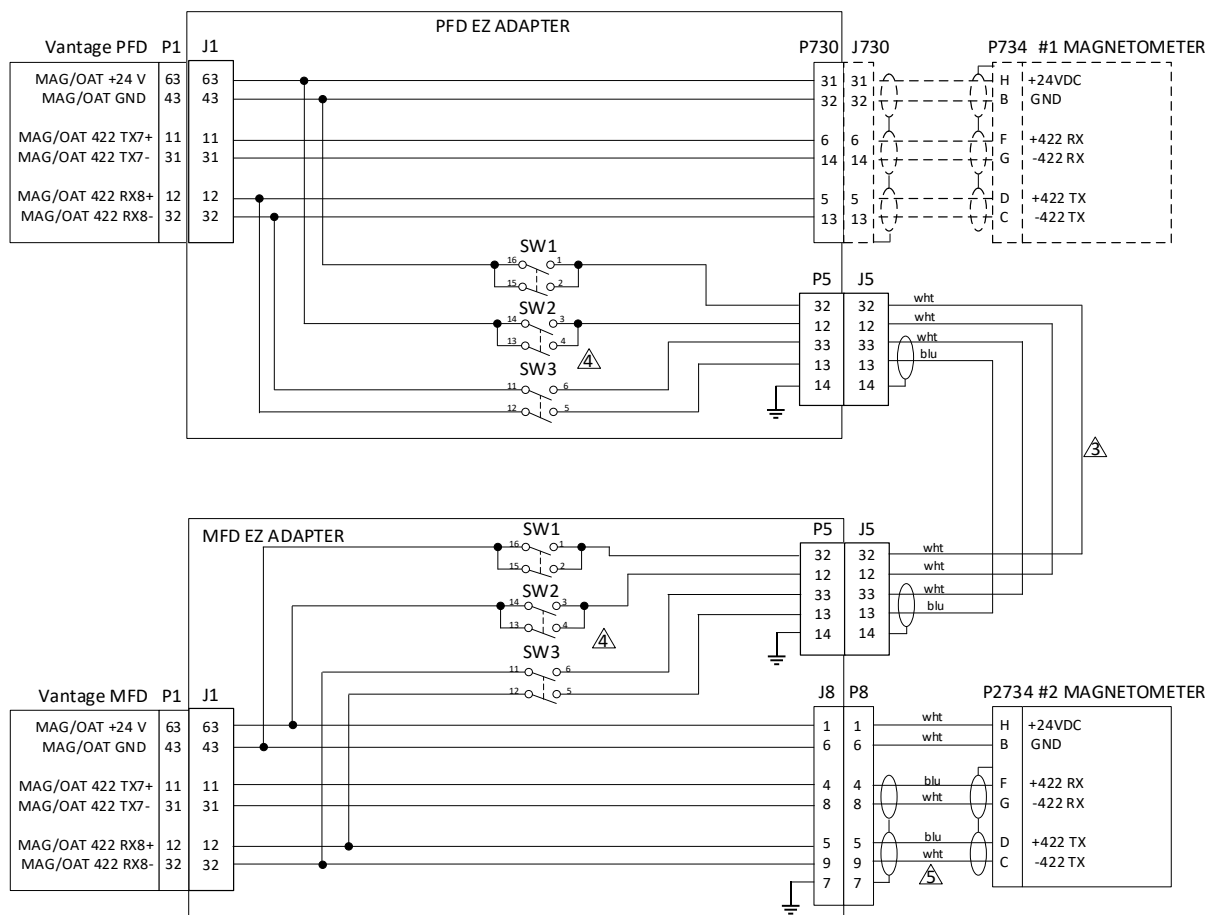 PFD EZ ADAPTER
Vantage PFD P1 J1 P730 J730 P734 #1 MAGNETOMETER
MAG/OAT +24 V 63 63 31 31 H +24VDC
MAG/OAT GND 43 43 32 32 B GND
MAG/OAT 422 TX7+ 11 11 6 6 F +422 RX
MAG/OAT 422 TX7- 31 31 14 14 G -422 RX
MAG/OAT 422 RX8+ 12 12 5 5 D +422 TX
MAG/OAT 422 RX8- 32 32 13 13 C -422 TX
SW1
16 1
15 2
P5 J5
32 32 wht
SW2
14 3 12 12 wht
13 4 4 33 33 wht
SW3
13 13 blu
11 6 14 14
12 5
3
MFD EZ ADAPTER
SW1
P5 J5
16 1 32 32 wht
15 2 12 12 wht
SW2
33 33 wht
14 3 13 13 blu
13 4 4 14 14
SW3
11 6
12 5
Vantage MFD P1 J1 J8 P8 P2734 #2 MAGNETOMETER
MAG/OAT +24 V 63 63 1 1 wht H +24VDC
MAG/OAT GND 43 43 6 6 wht B GND
MAG/OAT 422 TX7+ 11 11 4 4 blu F +422 RX
MAG/OAT 422 TX7- 31 31 8 8 wht G -422 RX
MAG/OAT 422 RX8+ 12 12 5 5 blu D +422 TX
MAG/OAT 422 RX8- 32 32 9 9 wht C -422 TX
7 7 5